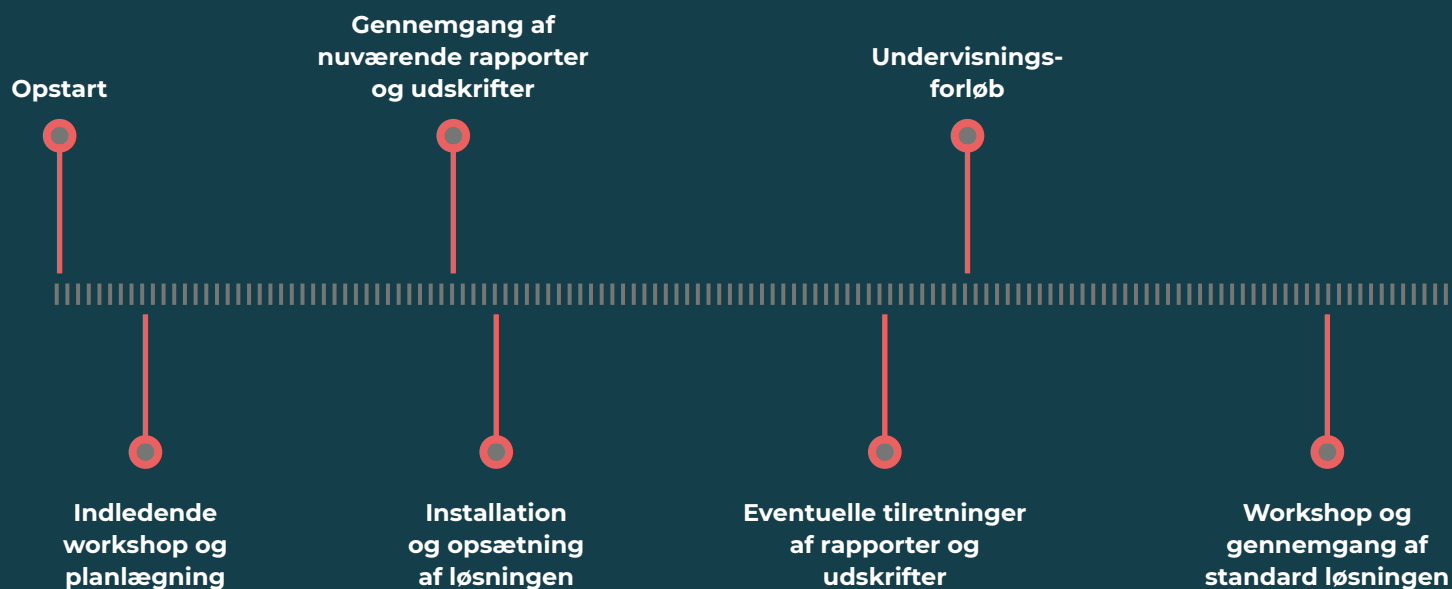 Opstart
Gennemgang af
nuværende rapporter
og udskrifter
Undervisnings-
forløb
Indledende
workshop og
planlægning
Installation
og opsætning
af løsningen
Eventuelle tilretninger
af rapporter og
udskrifter
Workshop og
gennemgang af
standard løsningen